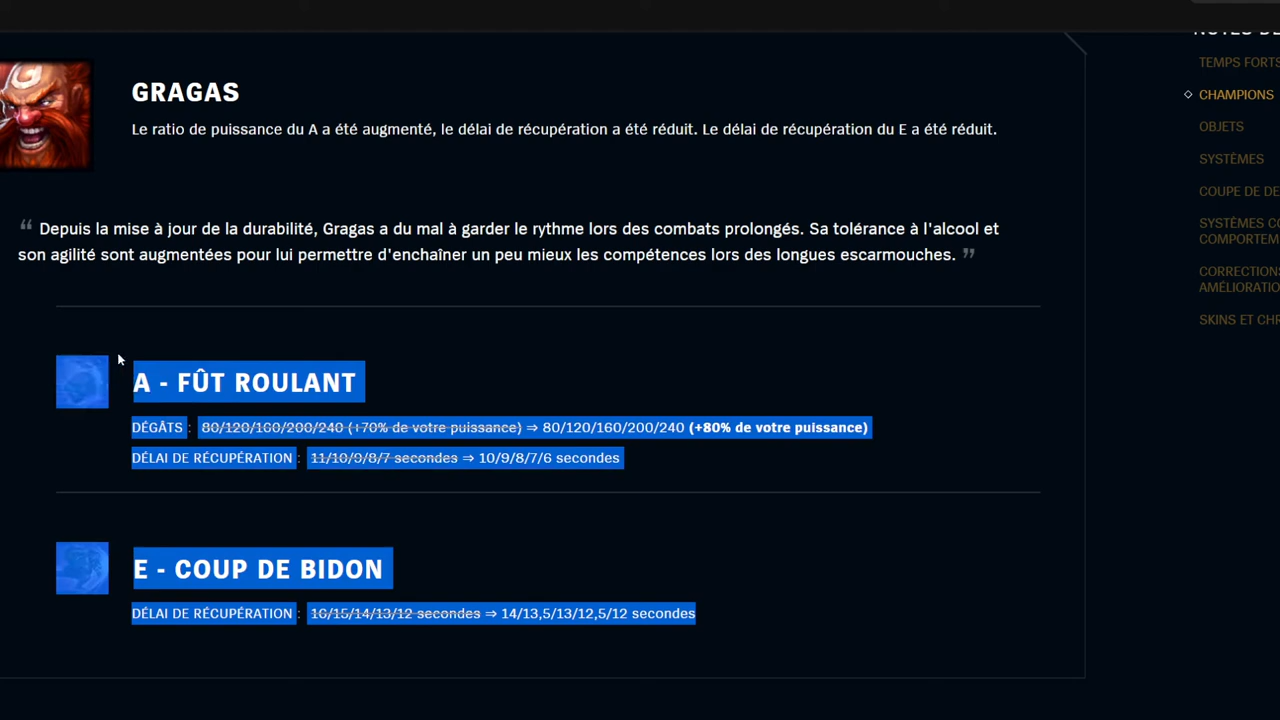 NOTES DE
GRAGAS
Le ratio de puissance du A a été augmenté, le délai de récupération a été réduit. Le délai de récupération du E a été réduit.
“ Depuis la mise à jour de la durabilité, Gragas a du mal à garder le rythme lors des combats prolongés. Sa tolérance à l'alcool et
son agilité sont augmentées pour lui permettre d'enchaîner un peu mieux les compétences lors des longues escarmouches. ”
A - FÛT ROULANT
DÉGÂTS : 80/120/160/200/240 (+70% de votre puissance) ⇒ 80/120/160/200/240 (+80% de votre puissance)
DÉLAI DE RÉCUPÉRATION : 11/10/9/8/7 secondes ⇒ 10/9/8/7/6 secondes
E - COUP DE BIDON
DÉLAI DE RÉCUPÉRATION : 16/15/14/13/12 secondes ⇒ 14/13,5/13/12,5/12 secondes
TEMPS FORTS
CHAMPIONS
OBJETS
SYSTÈMES
COUPE DE DE
SYSTÈMES CO
COMPORTEM
CORRECTIONS
AMÉLIORATIO
SKINS ET CHR